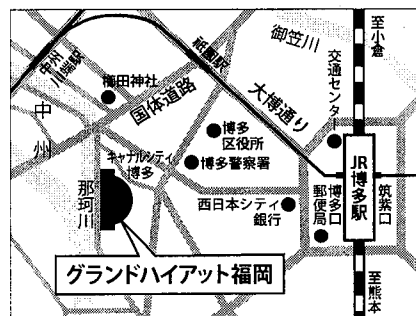 至小倉
御笠川
祇園駅
中州
川端駅
櫛田神社
国体道路
大博通り
交通センター
中州
博多
区役所
キャナルシティ
博多
博多警察署
JR博多駅
博多口
筑紫口
那珂川
西日本シティ
銀行
郵便局
グランドハイアット福岡
至熊本